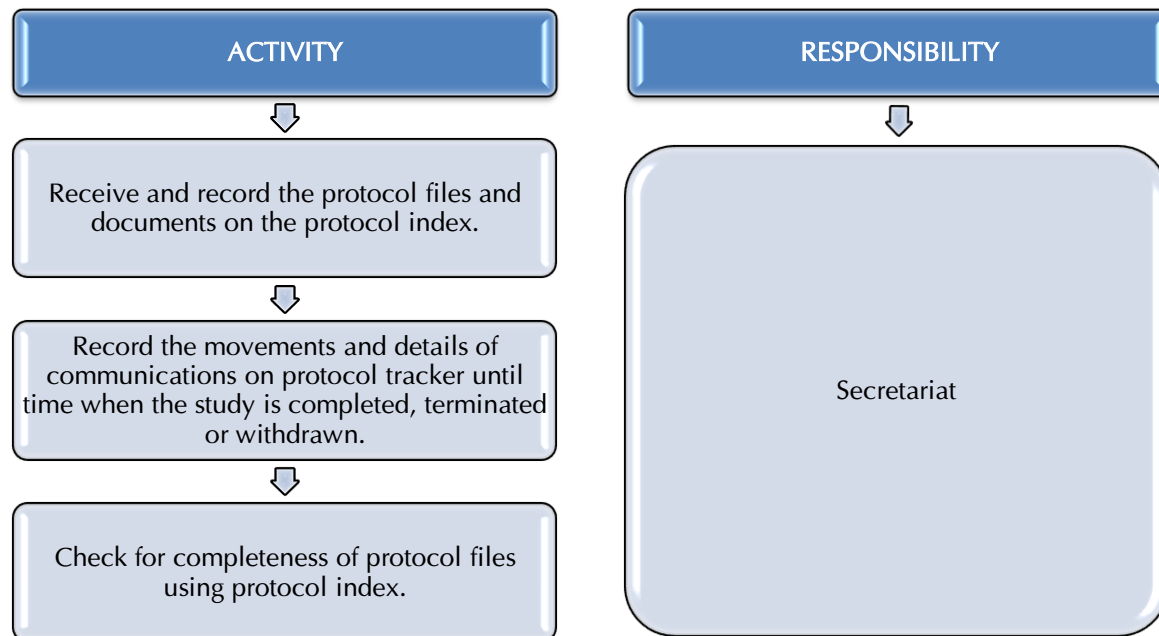 ACTIVITY
Receive and record the protocol files and
documents on the protocol index.
Record the movements and details of
communications on protocol tracker until
time when the study is completed, terminated
or withdrawn.
Check for completeness of protocol files
using protocol index.
RESPONSIBILITY
Secretariat